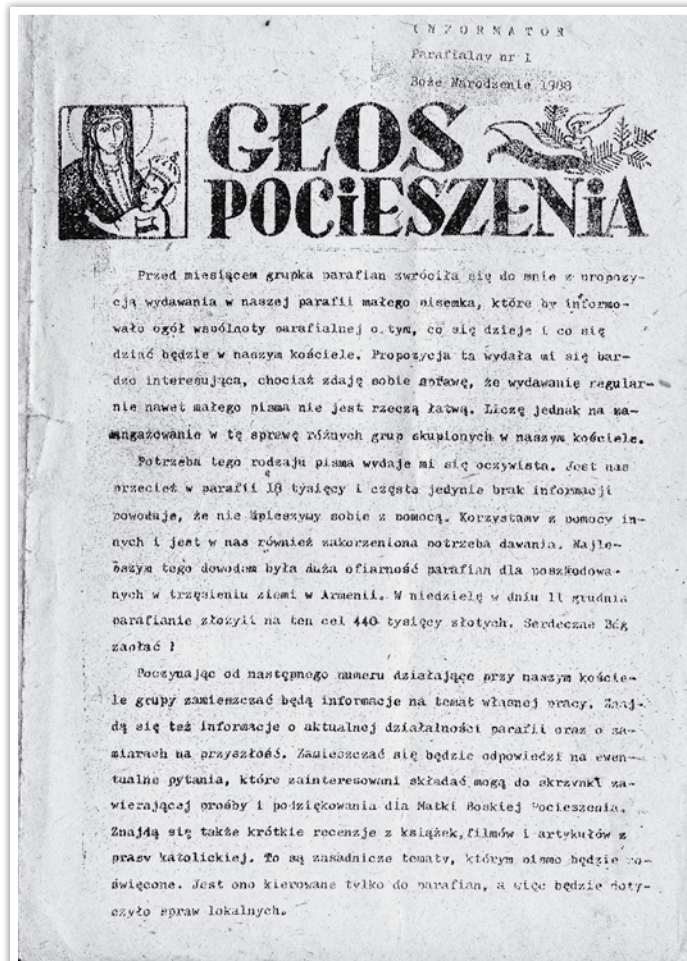 INFORMATOR
Parafialny nr 1
Boże Narodzenie 1988
GŁOS
POCiESZENiA
Przed miesiącem grupka parafian zwróciła się do mnie z propozy-
cją wydawania w naszej parafii małego pisemka, które by informo-
wało ogół wspólnoty parafialnej o tym, co się dzieje i co się
dziać będzie w naszym kościele. Propozycja ta wydała mi się bar-
dzo interesująca, chociaż zdaję sobie sprawę, że wydawanie regular-
nie nawet małego pisma nie jest rzeczą łatwą. Liczę jednak na za-
angażowanie w tę sprawę różnych grup skupionych w naszym kościele.
Potrzeba tego rodzaju pisma wydaje mi się oczywista. Jest nas
przecież w parafii 18 tysięcy i często jedynie brak informacji
powoduje, że nie śpieszymy sobie z pomocą. Korzystamy z pomocy in-
nych i jest w nas również zakorzeniona potrzeba dawania. Najle-
pszym tego dowodem była duża ofiarność parafian dla poszkodowa-
nych w trzęsieniu ziemi w Armenii. W niedzielę w dniu 11 grudnia
parafianie złożyli na ten cel 440 tysięcy złotych. Serdeczne Bóg
zapłać !
Poczynając od następnego numeru działające przy naszym koście-
le grupy zamieszczać będą informacje na temat własnej pracy. Znaj-
dą się też informacje o aktualnej działalności parafii oraz o za-
miarach na przyszłość. Zamieszczać się będzie odpowiedzi na ewen-
tualne pytania, które zainteresowani składać mogą do skrzynki za-
wierającej prośby i podziękowania dla Matki Boskiej Pocieszenia.
Znajdą się także krótkie recenzje z książek, filmów i artykułów z
prasy katolickiej. To są zasadnicze tematy, którym pismo będzie po-
święcone. Jest ono kierowane tylko do parafian, a więc będzie doty-
czyło spraw lokalnych.